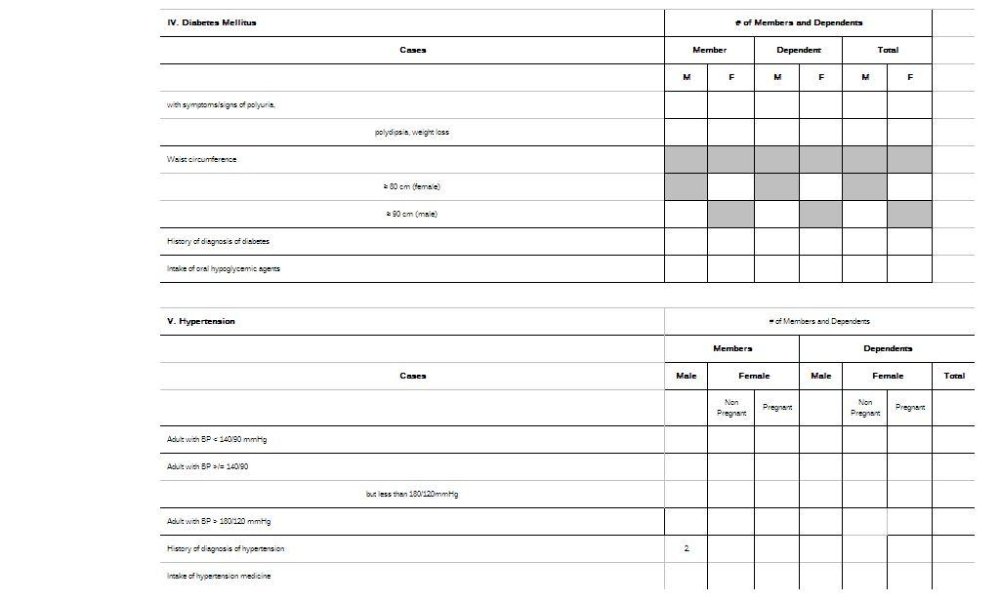 IV. Diabetes Mellitus # of Members and Dependents
Cases Member Dependent Total
M F M F M F
with symptoms/signs of polyuria,
polydipsia, weight loss
Waist circumference
≥ 80 cm (female)
≥ 90 cm (male)
History of diagnosis of diabetes
Intake of oral hypoglycemic agents
V. Hypertension # of Members and Dependents
Members Dependents
Cases Male Female Male Female Total
Non Pregnant Pregnant Non Pregnant Pregnant
Adult with BP < 140/90 mmHg
Adult with BP >/= 140/90
but less than 180/120mmHg
Adult with BP > 180/120 mmHg
History of diagnosis of hypertension 2
Intake of hypertension medicine